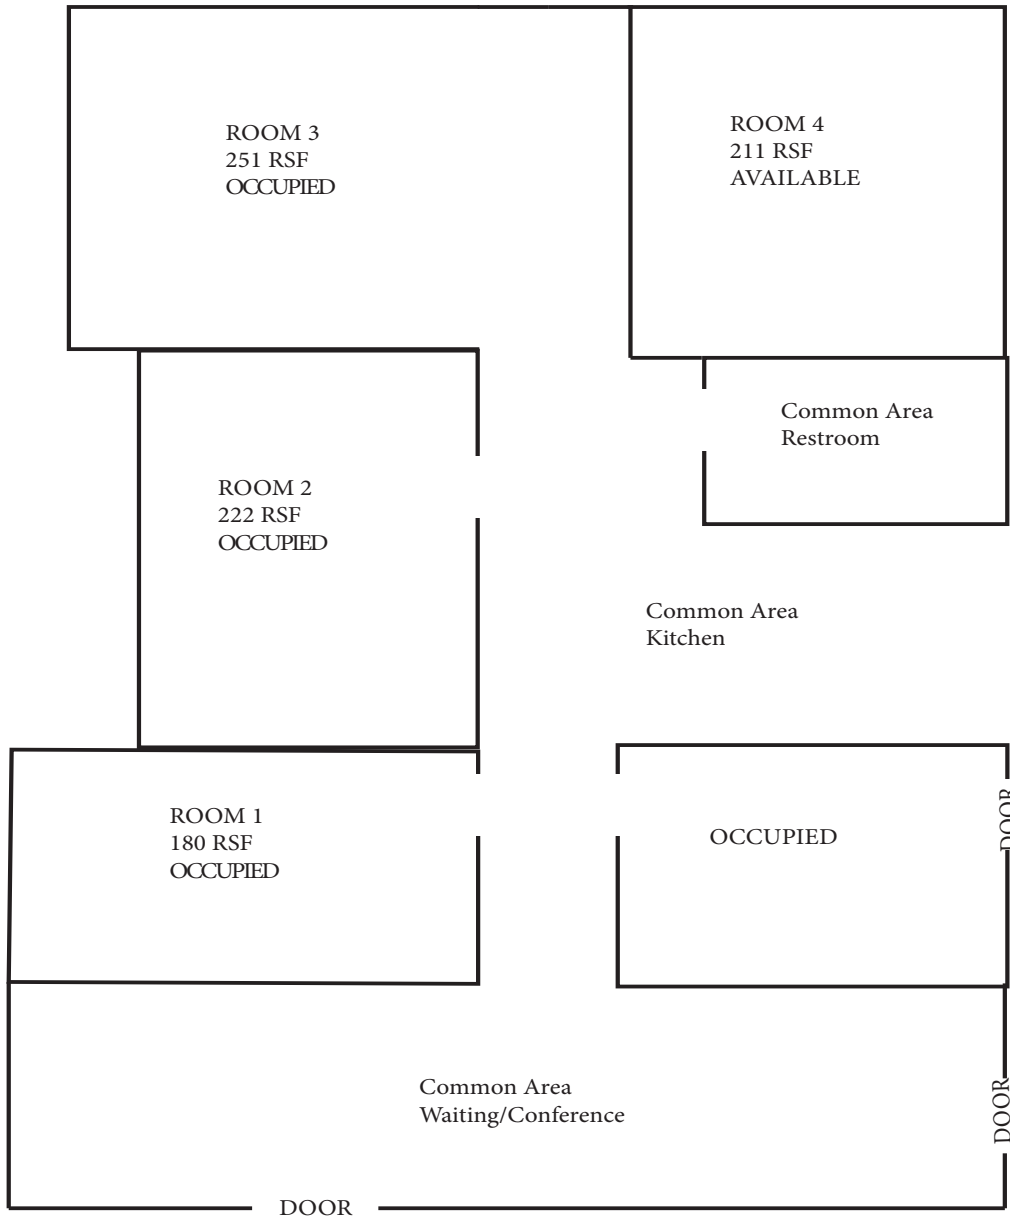 ROOM 3
251 RSF
OCCUPIED
ROOM 4
211 RSF
AVAILABLE
Common Area
Restroom
ROOM 2
222 RSF
OCCUPIED
Common Area
Kitchen
ROOM 1
180 RSF
OCCUPIED
OCCUPIED
DOOR
Common Area
Waiting/Conference
DOOR
DOOR